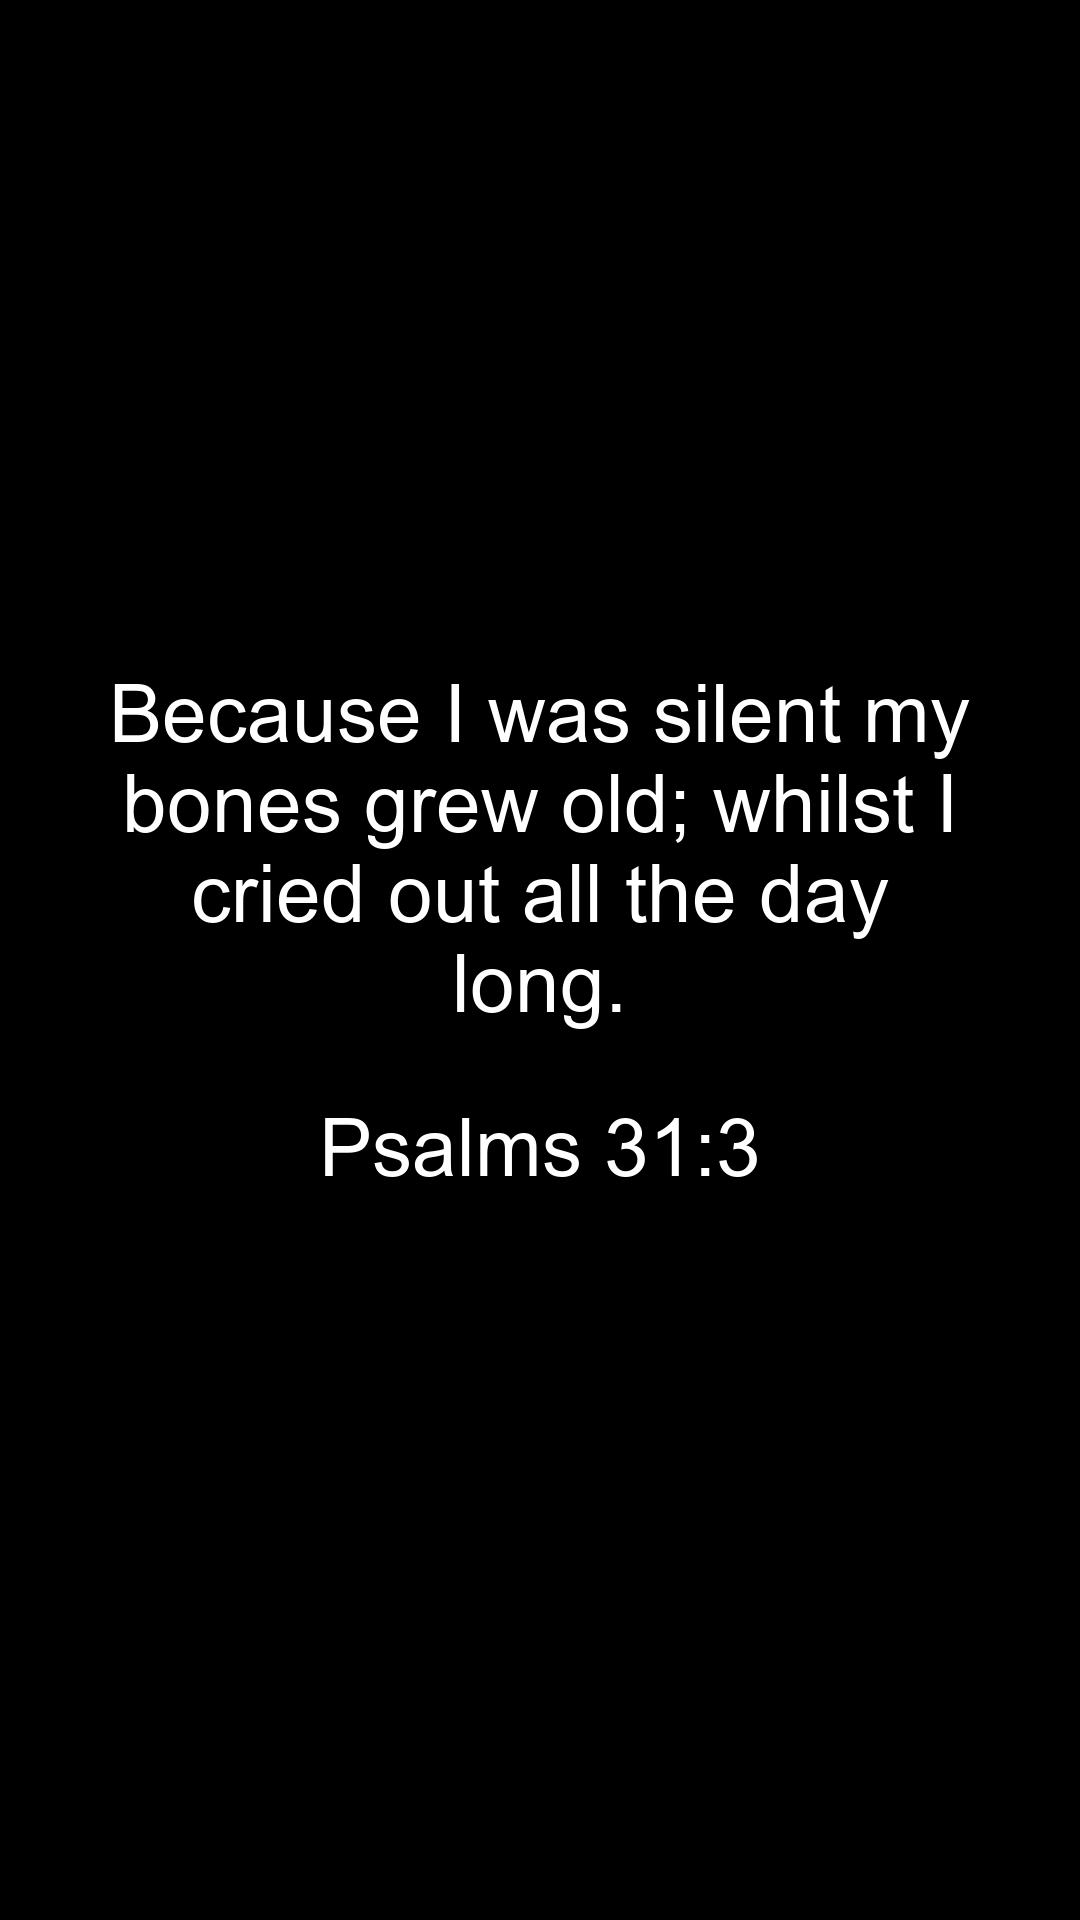 Because I was silent my
bones grew old; whilst I
cried out all the day
long.
Psalms 31:3